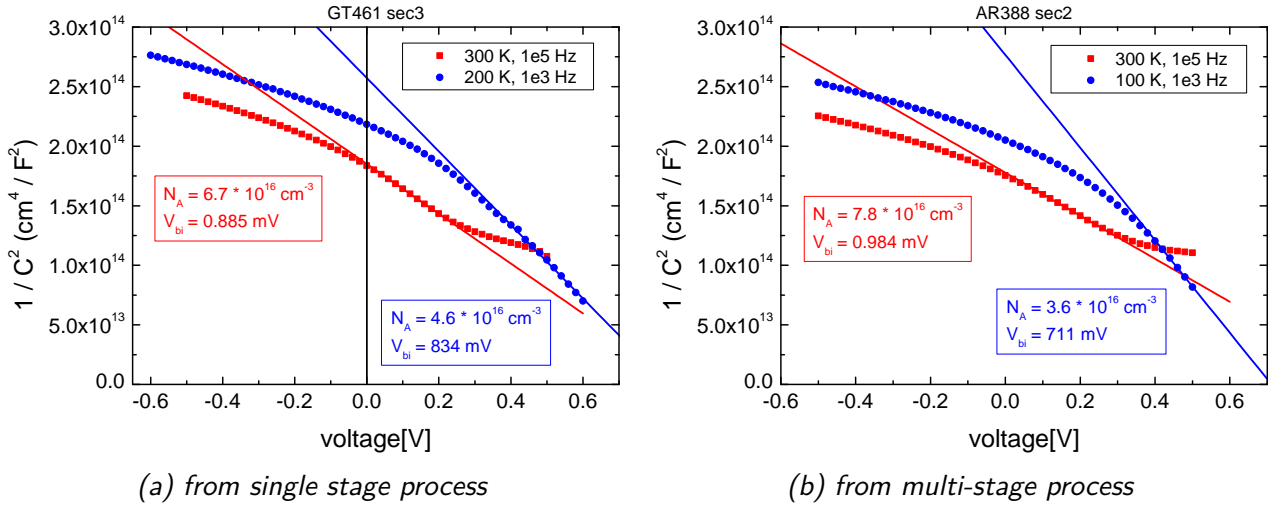 GT461 sec3
3.0x10^14
2.5x10^14
2.0x10^14
1.5x10^14
1.0x10^14
5.0x10^13
0.0
1 / C^2 (cm^4 / F^2)
300 K, 1e5 Hz
200 K, 1e3 Hz
N_A = 6.7 * 10^16 cm^-3
V_bi = 0.885 mV
N_A = 4.6 * 10^16 cm^-3
V_bi = 834 mV
-0.6 -0.4 -0.2 0.0 0.2 0.4 0.6
voltage[V]
(a) from single stage process
AR388 sec2
3.0x10^14
2.5x10^14
2.0x10^14
1.5x10^14
1.0x10^14
5.0x10^13
0.0
1 / C^2 (cm^4 / F^2)
300 K, 1e5 Hz
100 K, 1e3 Hz
N_A = 7.8 * 10^16 cm^-3
V_bi = 0.984 mV
N_A = 3.6 * 10^16 cm^-3
V_bi = 711 mV
-0.6 -0.4 -0.2 0.0 0.2 0.4 0.6
voltage[V]
(b) from multi-stage process